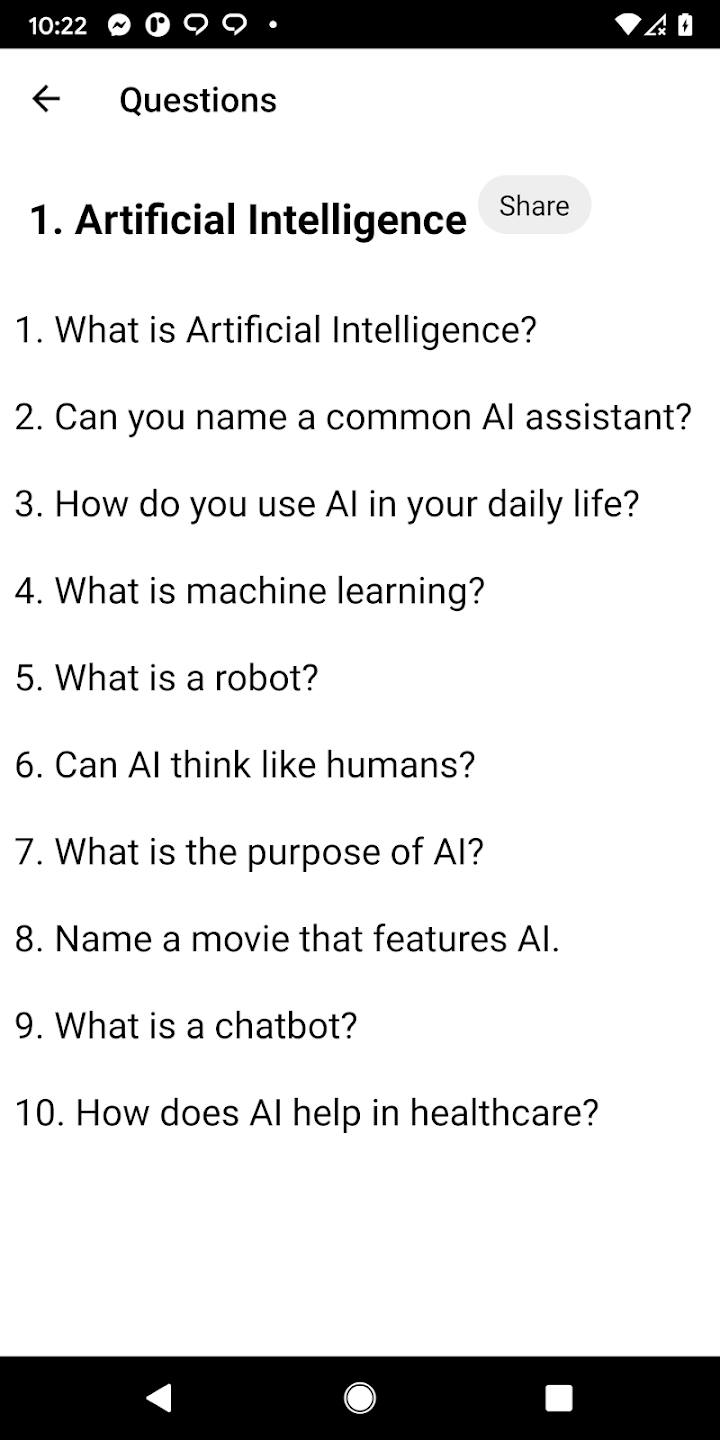 10:22
Questions
1. Artificial Intelligence
Share
1. What is Artificial Intelligence?
2. Can you name a common AI assistant?
3. How do you use AI in your daily life?
4. What is machine learning?
5. What is a robot?
6. Can AI think like humans?
7. What is the purpose of AI?
8. Name a movie that features AI.
9. What is a chatbot?
10. How does AI help in healthcare?